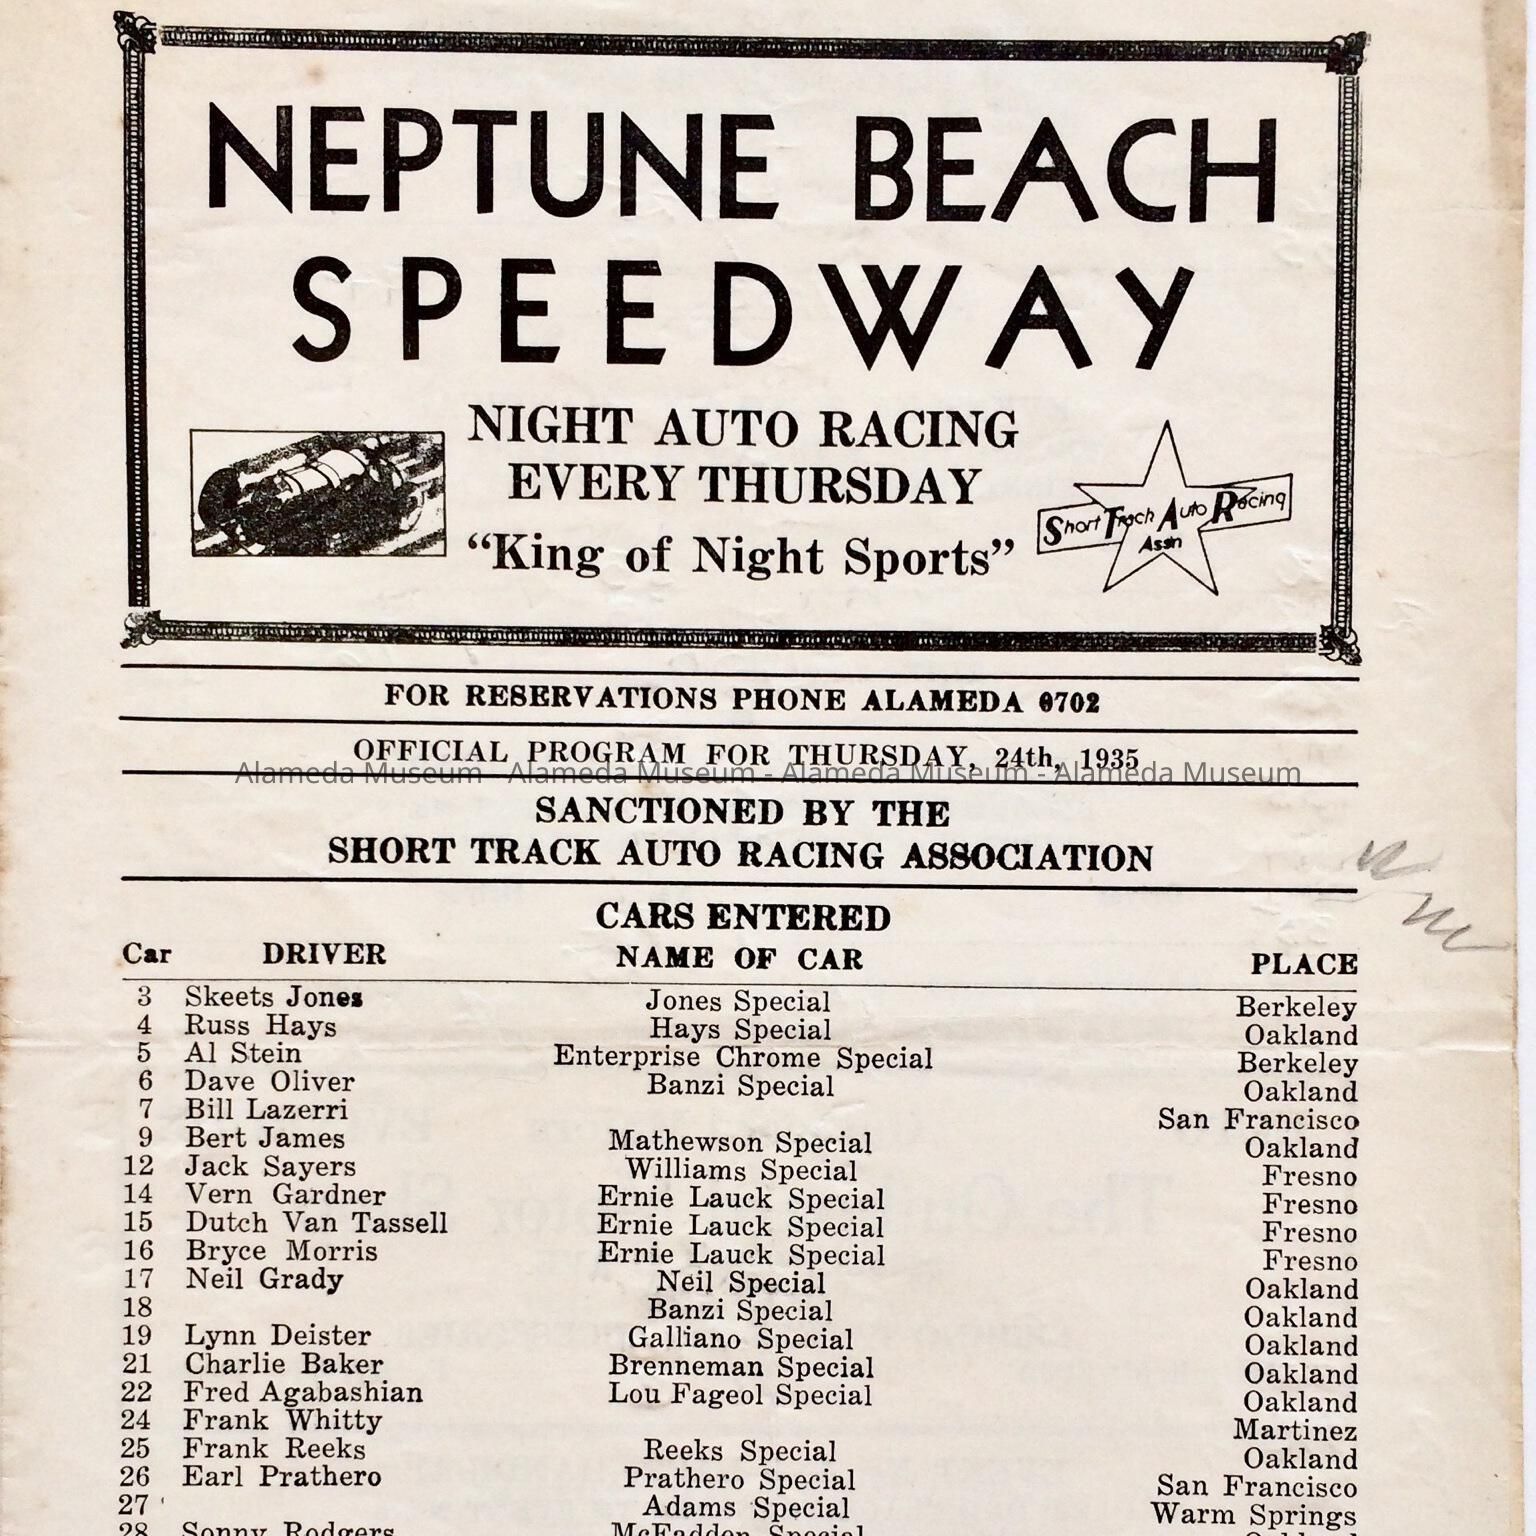 NEPTUNE BEACH
SPEEDWAY
NIGHT AUTO RACING
EVERY THURSDAY
"King of Night Sports"
Short Track Auto Racing
Assn
FOR RESERVATIONS PHONE ALAMEDA 0702
OFFICIAL PROGRAM FOR THURSDAY, 24th, 1935
Alameda Museum - Alameda Museum - Alameda Museum - Alameda Museum
SANCTIONED BY THE
SHORT TRACK AUTO RACING ASSOCIATION
CARS ENTERED
Car DRIVER NAME OF CAR PLACE
3 Skeets Jones Jones Special Berkeley
4 Russ Hays Hays Special Oakland
5 Al Stein Enterprise Chrome Special Berkeley
6 Dave Oliver Banzi Special Oakland
7 Bill Lazerri San Francisco
9 Bert James Mathewson Special Oakland
12 Jack Sayers Williams Special Fresno
14 Vern Gardner Ernie Lauck Special Fresno
15 Dutch Van Tassell Ernie Lauck Special Fresno
16 Bryce Morris Ernie Lauck Special Fresno
17 Neil Grady Neil Special Oakland
18 Banzi Special Oakland
19 Lynn Deister Galliano Special Oakland
21 Charlie Baker Brenneman Special Oakland
22 Fred Agabashian Lou Fageol Special Oakland
24 Frank Whitty Martinez
25 Frank Reeks Reeks Special Oakland
26 Earl Prathero Prathero Special San Francisco
27 Adams Special Warm Springs
28 Sonny Rodgers McFadden Special